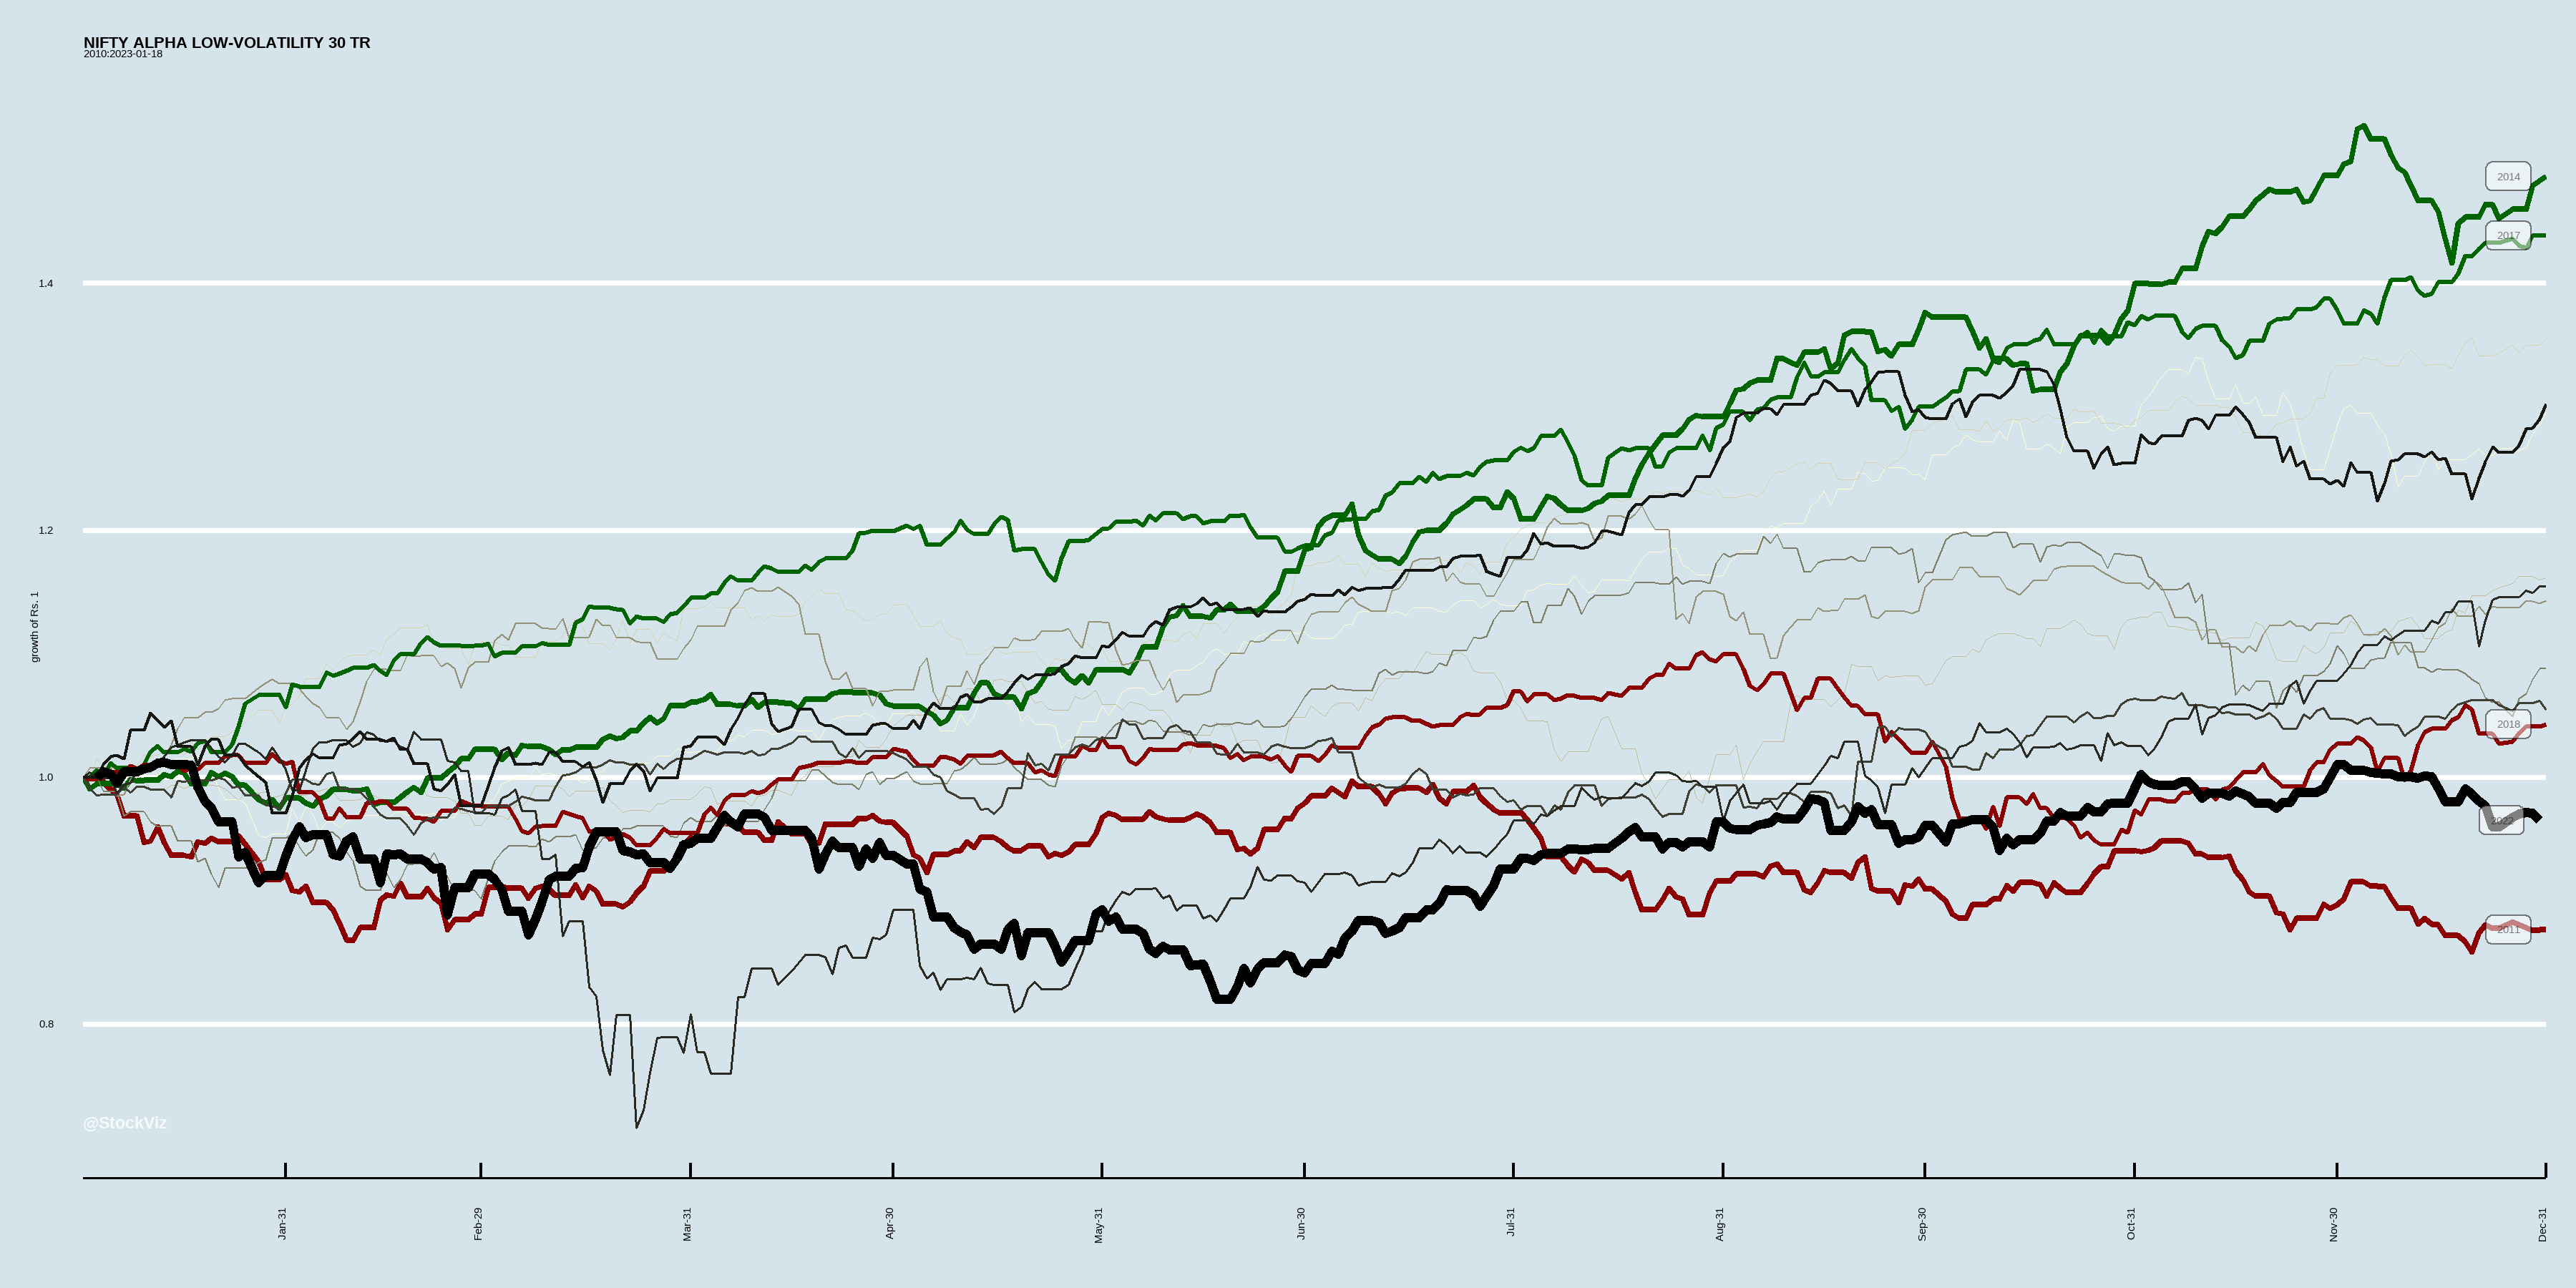 NIFTY ALPHA LOW-VOLATILITY 30 TR
2010:2023-01-18
2014
2017
1.4
1.2
growth of Rs. 1
2018
1.0
2022
2011
0.8
@StockViz
Jan-31
Feb-29
Mar-31
Apr-30
May-31
Jun-30
Jul-31
Aug-31
Sep-30
Oct-31
Nov-30
Dec-31